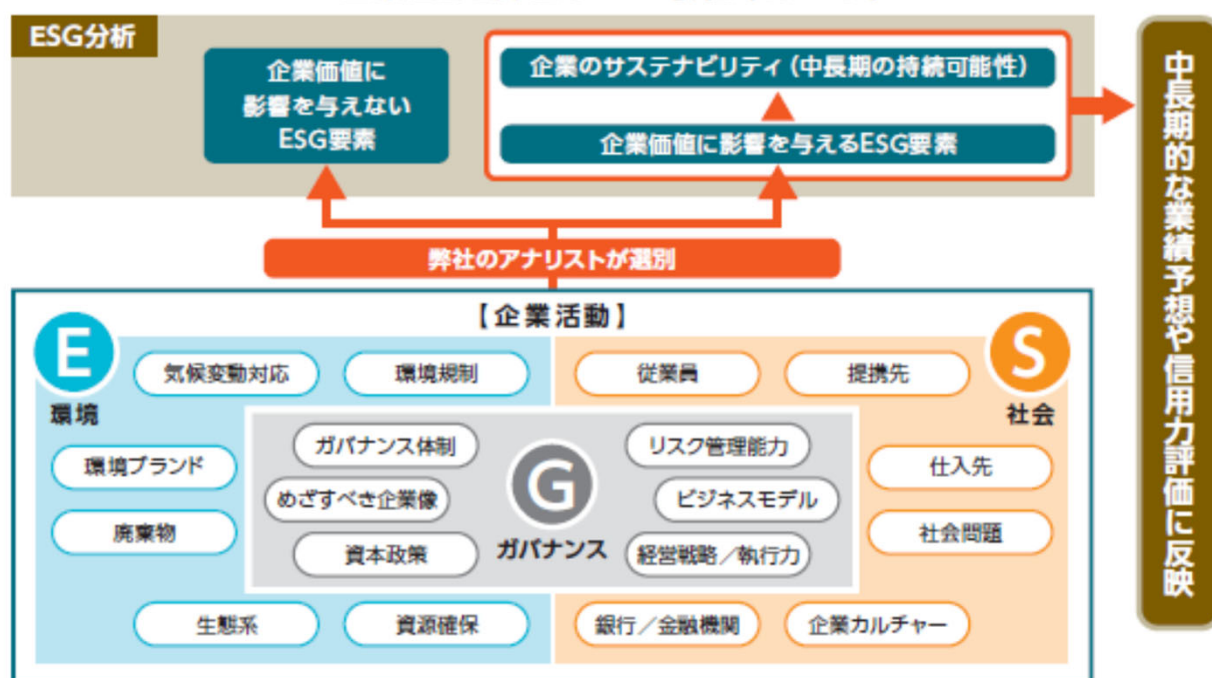 ESG分析
企業価値に
影響を与えない
ESG要素
企業のサステナビリティ（中長期の持続可能性）
企業価値に影響を与えるESG要素
中長期的な業績予想や信用力評価に反映
弊社のアナリストが選別
【企業活動】
E
環境
S
社会
気候変動対応
環境規制
従業員
提携先
環境ブランド
廃棄物
ガバナンス体制
めざすべき企業像
資本政策
G
ガバナンス
リスク管理能力
ビジネスモデル
経営戦略／執行力
仕入先
社会問題
生態系
資源確保
銀行／金融機関
企業カルチャー